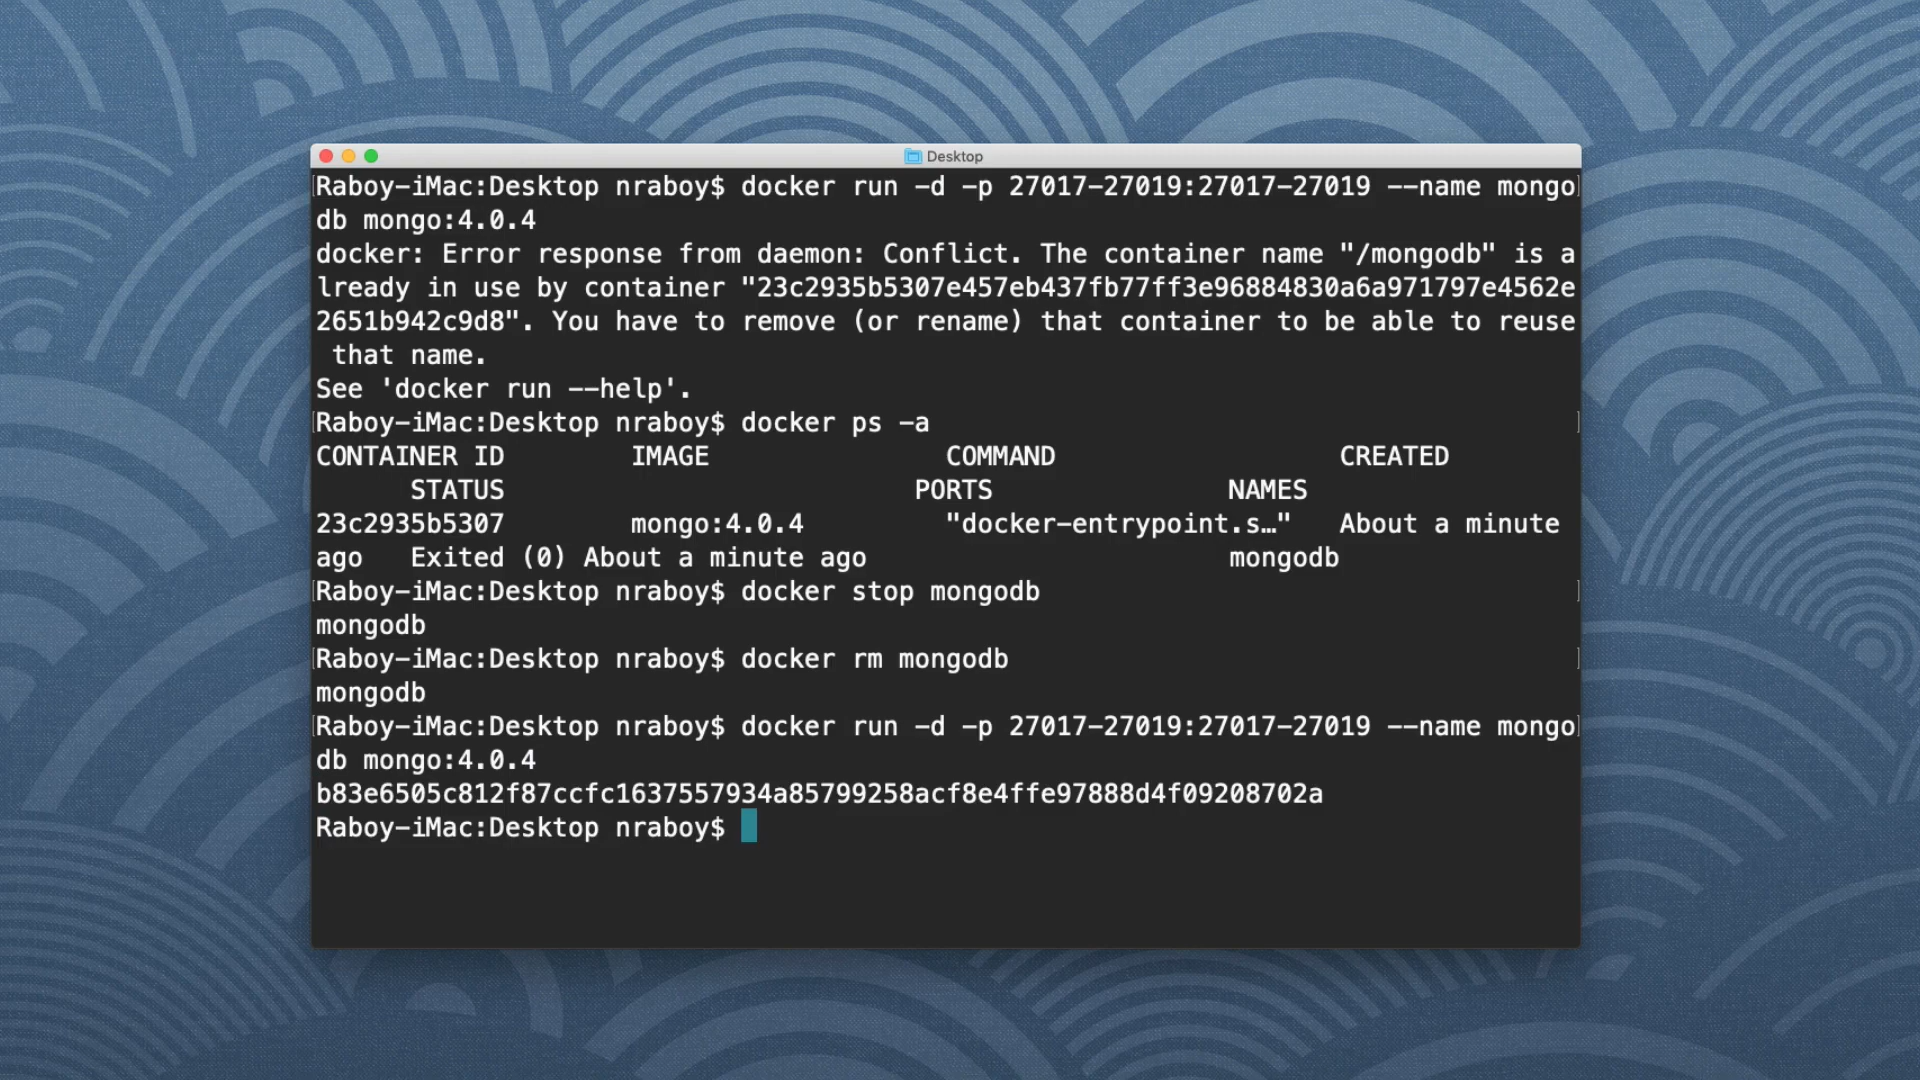 Desktop
Raboy-iMac:Desktop nraboy$ docker run -d -p 27017-27019:27017-27019 --name mongo
db mongo:4.0.4
docker: Error response from daemon: Conflict. The container name "/mongodb" is a
lready in use by container "23c2935b5307e457eb437fb77ff3e96884830a6a971797e4562e
2651b942c9d8". You have to remove (or rename) that container to be able to reuse
 that name.
See 'docker run --help'.
Raboy-iMac:Desktop nraboy$ docker ps -a
CONTAINER ID        IMAGE               COMMAND                  CREATED
      STATUS                          PORTS               NAMES
23c2935b5307        mongo:4.0.4         "docker-entrypoint.s…"   About a minute
ago   Exited (0) About a minute ago                       mongodb
Raboy-iMac:Desktop nraboy$ docker stop mongodb
mongodb
Raboy-iMac:Desktop nraboy$ docker rm mongodb
mongodb
Raboy-iMac:Desktop nraboy$ docker run -d -p 27017-27019:27017-27019 --name mongo
db mongo:4.0.4
b83e6505c812f87ccfc1637557934a85799258acf8e4ffe97888d4f09208702a
Raboy-iMac:Desktop nraboy$